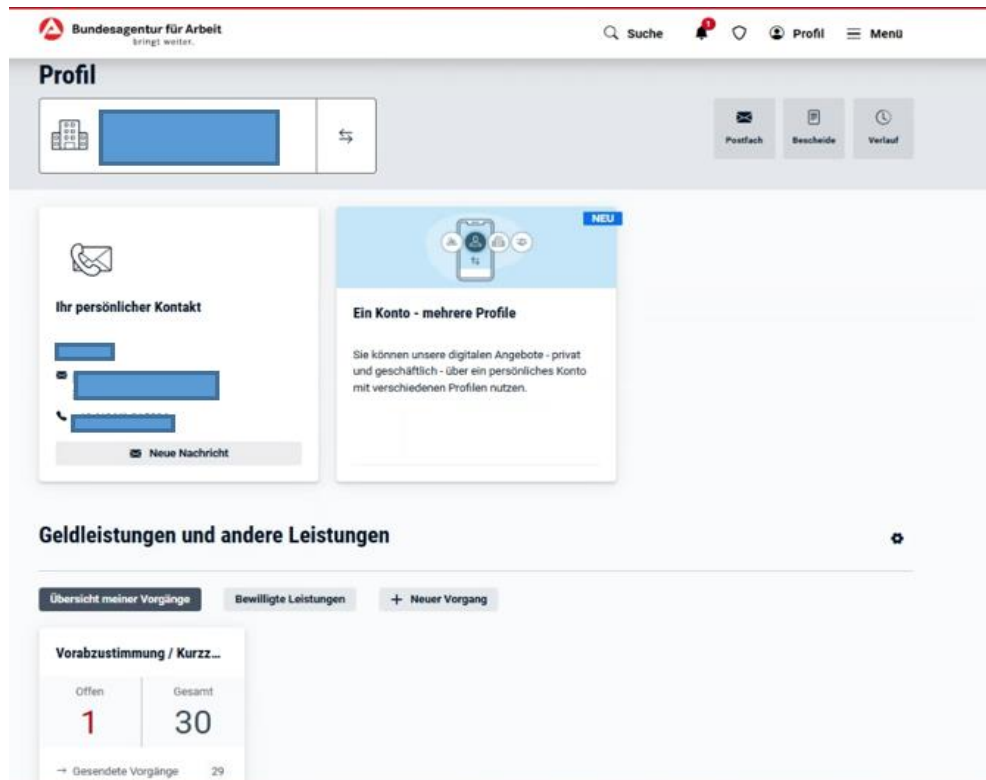 Bundesagentur für Arbeit
bringt weiter.
Suche
1
Profil
Menü
Profil
Postfach
Bescheide
Verlauf
NEU
Ihr persönlicher Kontakt
Neue Nachricht
Ein Konto - mehrere Profile
Sie können unsere digitalen Angebote - privat
und geschäftlich - über ein persönliches Konto
mit verschiedenen Profilen nutzen.
Geldleistungen und andere Leistungen
Übersicht meiner Vorgänge
Bewilligte Leistungen
+ Neuer Vorgang
Vorabzustimmung / Kurzz...
Offen
Gesamt
1
30
→ Gesendete Vorgänge 29